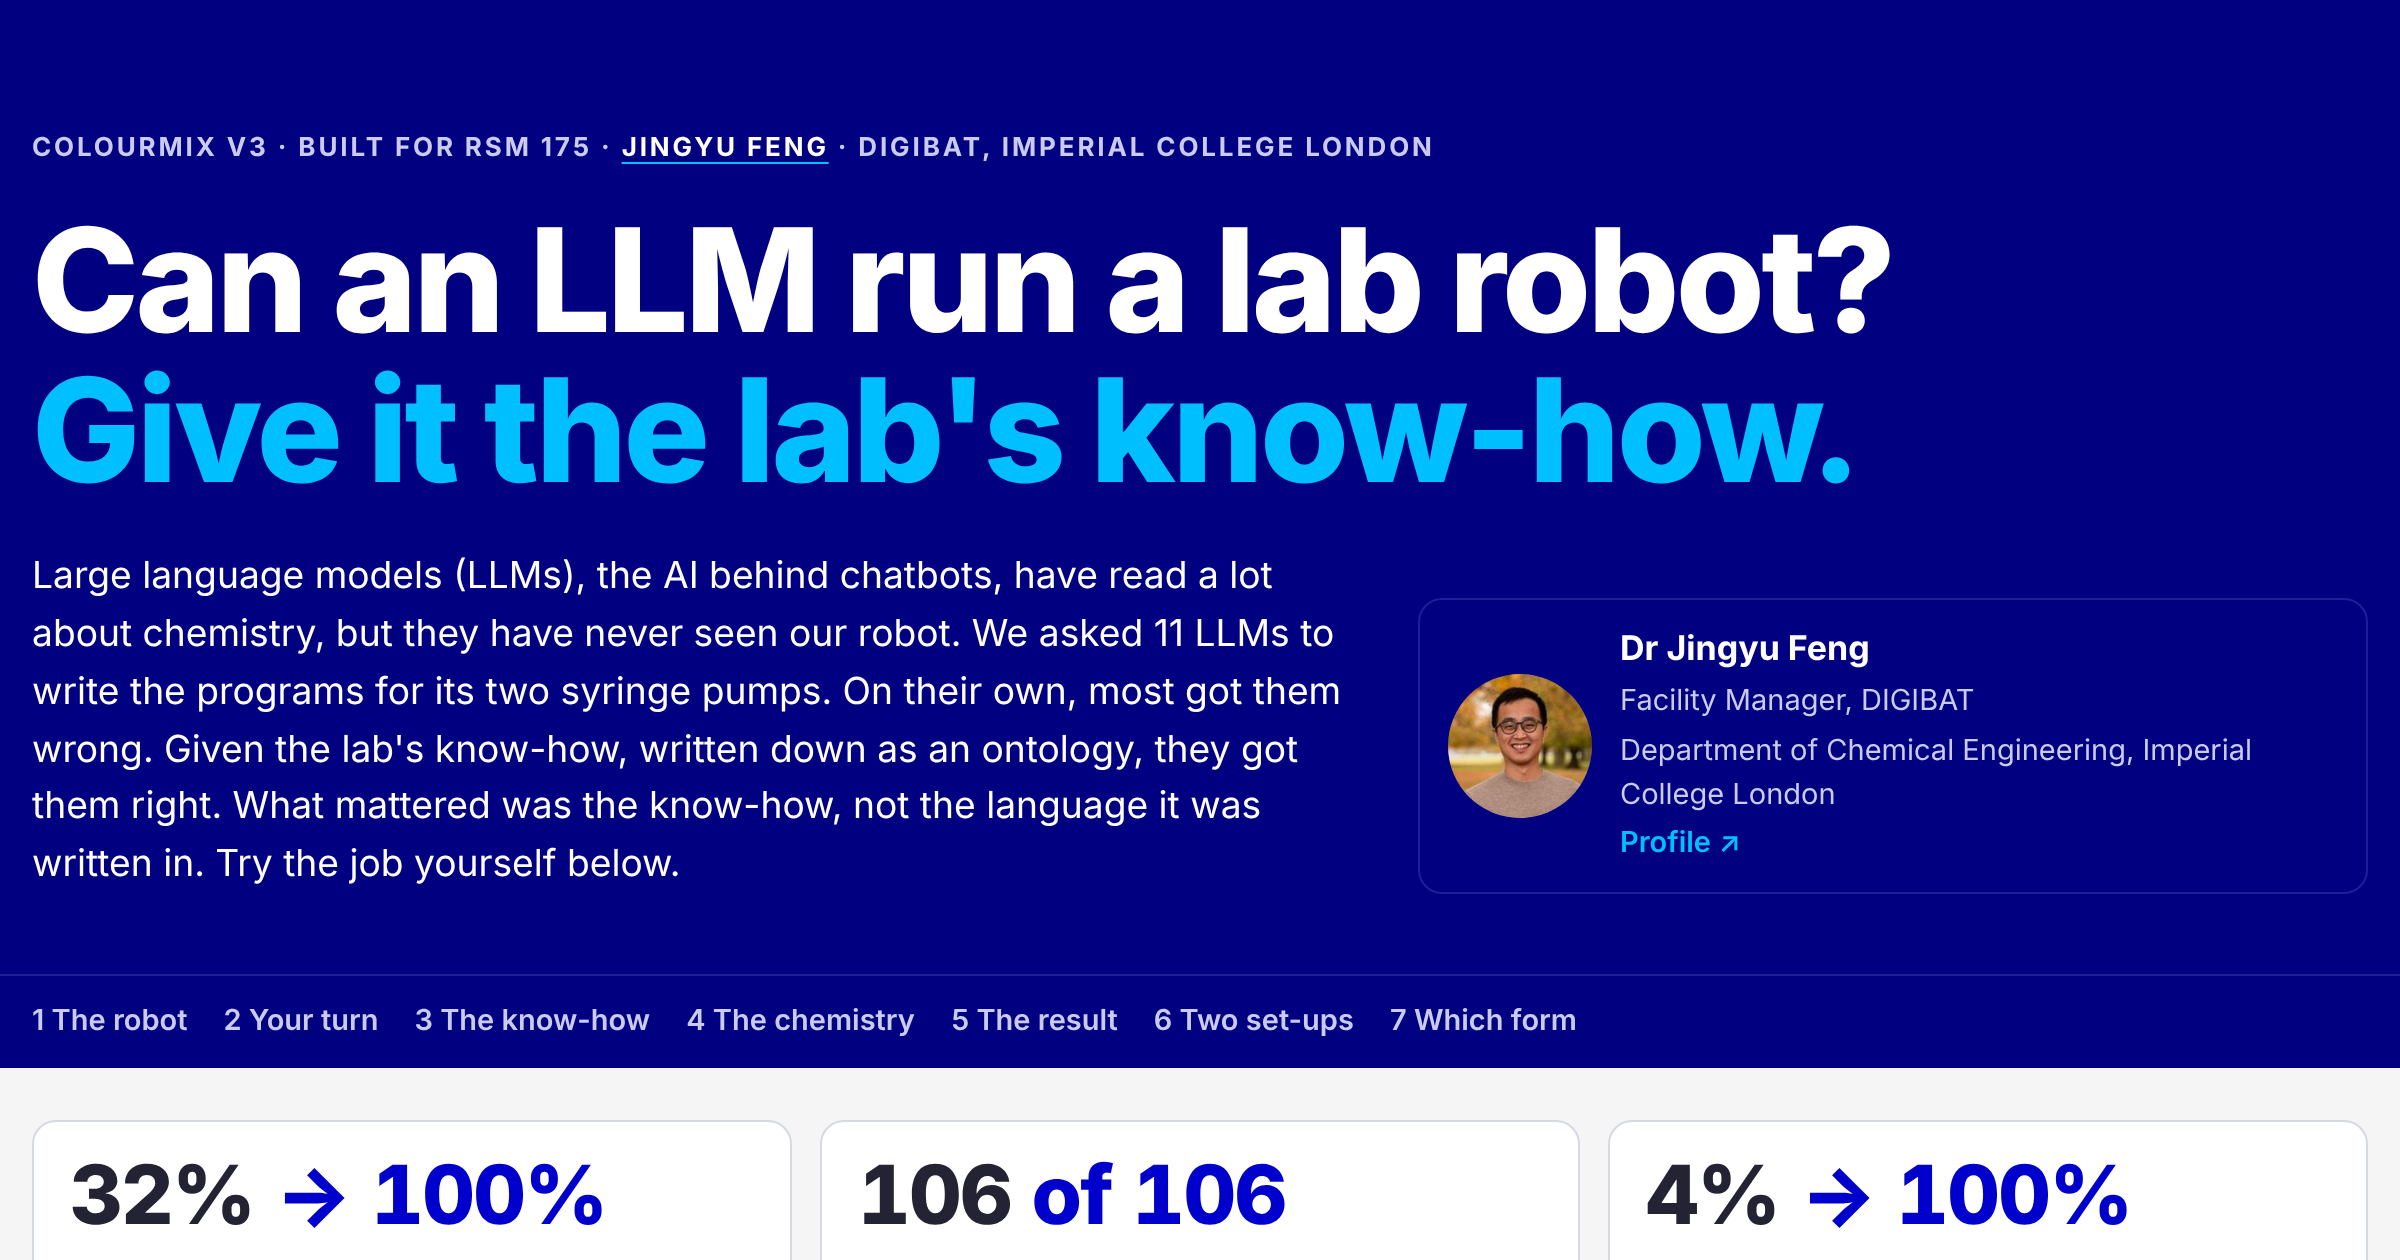 COLOURMIX V3 · BUILT FOR RSM 175 · JINGYU FENG · DIGIBAT, IMPERIAL COLLEGE LONDON
Can an LLM run a lab robot?
Give it the lab's know-how.
Large language models (LLMs), the AI behind chatbots, have read a lot
about chemistry, but they have never seen our robot. We asked 11 LLMs to
write the programs for its two syringe pumps. On their own, most got them
wrong. Given the lab's know-how, written down as an ontology, they got
them right. What mattered was the know-how, not the language it was
written in. Try the job yourself below.
Dr Jingyu Feng
Facility Manager, DIGIBAT
Department of Chemical Engineering, Imperial
College London
Profile ↗
1 The robot 2 Your turn 3 The know-how 4 The chemistry 5 The result 6 Two set-ups 7 Which form
32% → 100%
106 of 106
4% → 100%